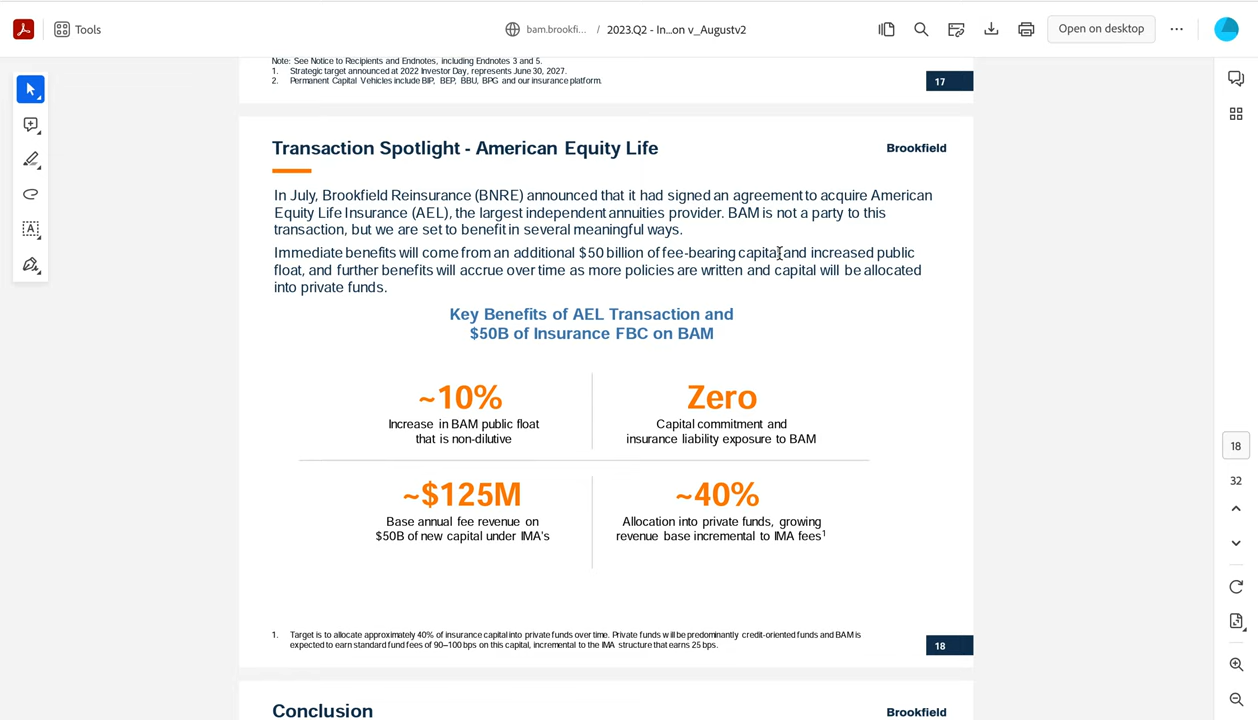 Tools
bam.brookfi... / 2023.Q2 - In...on v_Augustv2
Open on desktop
Note: See Notice to Recipients and Endnotes, including Endnotes 3 and 5.
1. Strategic target announced at 2022 Investor Day, represents June 30, 2027.
2. Permanent Capital Vehicles include BIP, BEP, BBU, BPG and our insurance platform.
17
Transaction Spotlight - American Equity Life
Brookfield
In July, Brookfield Reinsurance (BNRE) announced that it had signed an agreement to acquire American
Equity Life Insurance (AEL), the largest independent annuities provider. BAM is not a party to this
transaction, but we are set to benefit in several meaningful ways.
Immediate benefits will come from an additional $50 billion of fee-bearing capital and increased public
float, and further benefits will accrue over time as more policies are written and capital will be allocated
into private funds.
Key Benefits of AEL Transaction and
$50B of Insurance FBC on BAM
~10%
Increase in BAM public float
that is non-dilutive
Zero
Capital commitment and
insurance liability exposure to BAM
~$125M
Base annual fee revenue on
$50B of new capital under IMA's
~40%
Allocation into private funds, growing
revenue base incremental to IMA fees1
1. Target is to allocate approximately 40% of insurance capital into private funds over time. Private funds will be predominantly credit-oriented funds and BAM is
expected to earn standard fund fees of 90–100 bps on this capital, incremental to the IMA structure that earns 25 bps.
18
Conclusion
Brookfield
18
32